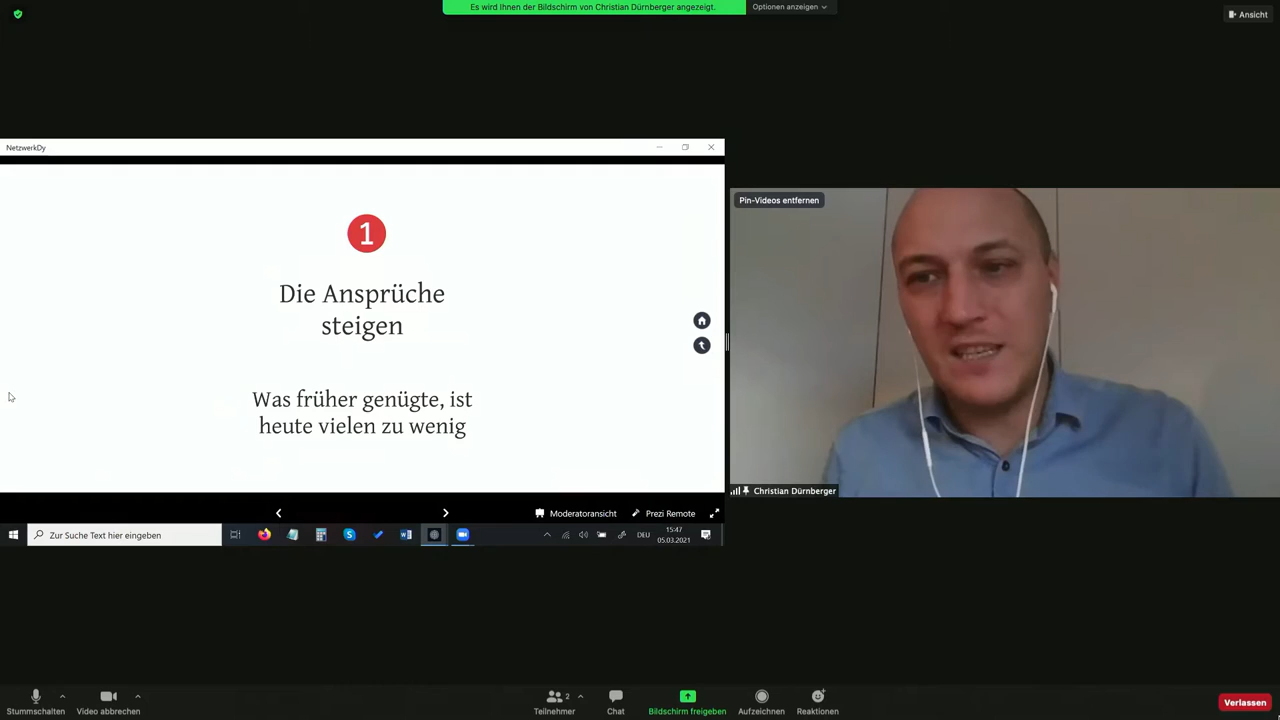 Es wird Ihnen der Bildschirm von Christian Dürnberger angezeigt.
Optionen anzeigen
Ansicht
NetzwerkDy
1
Die Ansprüche
steigen
Was früher genügte, ist
heute vielen zu wenig
Pin-Videos entfernen
Christian Dürnberger
Moderatoransicht
Prezi Remote
Zur Suche Text hier eingeben
DEU
15:47
05.03.2021
Stummschalten
Video abbrechen
2
Teilnehmer
Chat
Bildschirm freigeben
Aufzeichnen
Reaktionen
Verlassen